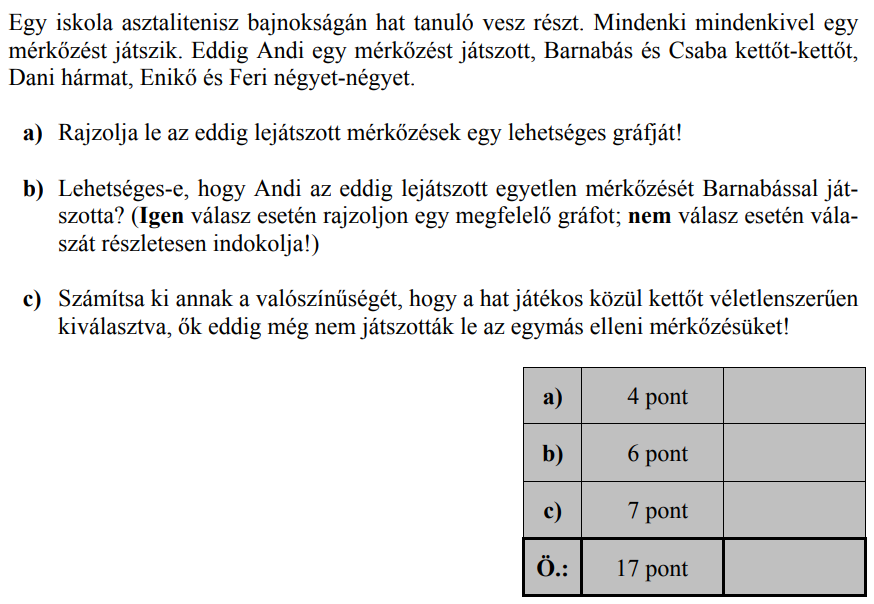 Egy iskola asztalitenisz bajnokságán hat tanuló vesz részt. Mindenki mindenkivel egy
mérkőzést játszik. Eddig Andi egy mérkőzést játszott, Barnabás és Csaba kettőt-kettőt,
Dani hármat, Enikő és Feri négyet-négyet.
a) Rajzolja le az eddig lejátszott mérkőzések egy lehetséges gráfját!
b) Lehetséges-e, hogy Andi az eddig lejátszott egyetlen mérkőzését Barnabással ját-
szotta? (Igen válasz esetén rajzoljon egy megfelelő gráfot; nem válasz esetén vála-
szát részletesen indokolja!)
c) Számítsa ki annak a valószínűségét, hogy a hat játékos közül kettőt véletlenszerűen
kiválasztva, ők eddig még nem játszották le az egymás elleni mérkőzésüket!
a) 4 pont
b) 6 pont
c) 7 pont
Ö.: 17 pont